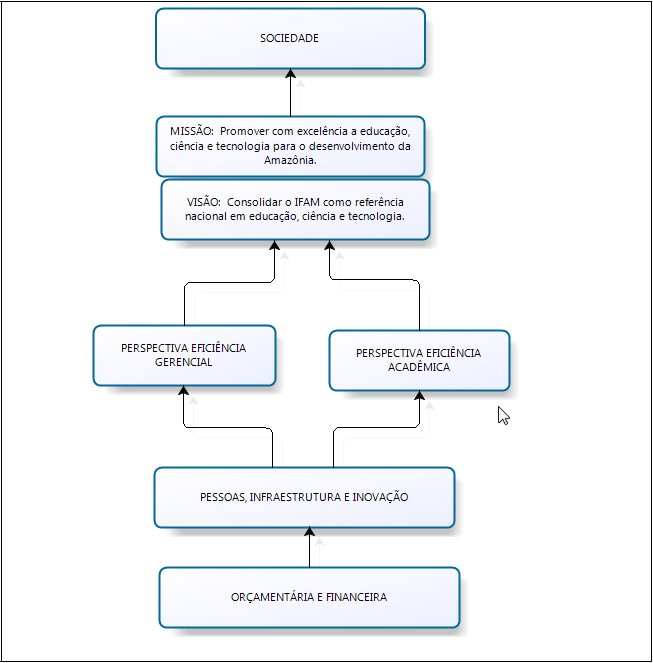 SOCIEDADE
MISSÃO:  Promover com excelência a educação,
ciência e tecnologia para o desenvolvimento da
Amazônia.
VISÃO:  Consolidar o IFAM como referência
nacional em educação, ciência e tecnologia.
PERSPECTIVA EFICIÊNCIA
GERENCIAL
PERSPECTIVA EFICIÊNCIA
ACADÊMICA
PESSOAS, INFRAESTRUTURA E INOVAÇÃO
ORÇAMENTÁRIA E FINANCEIRA